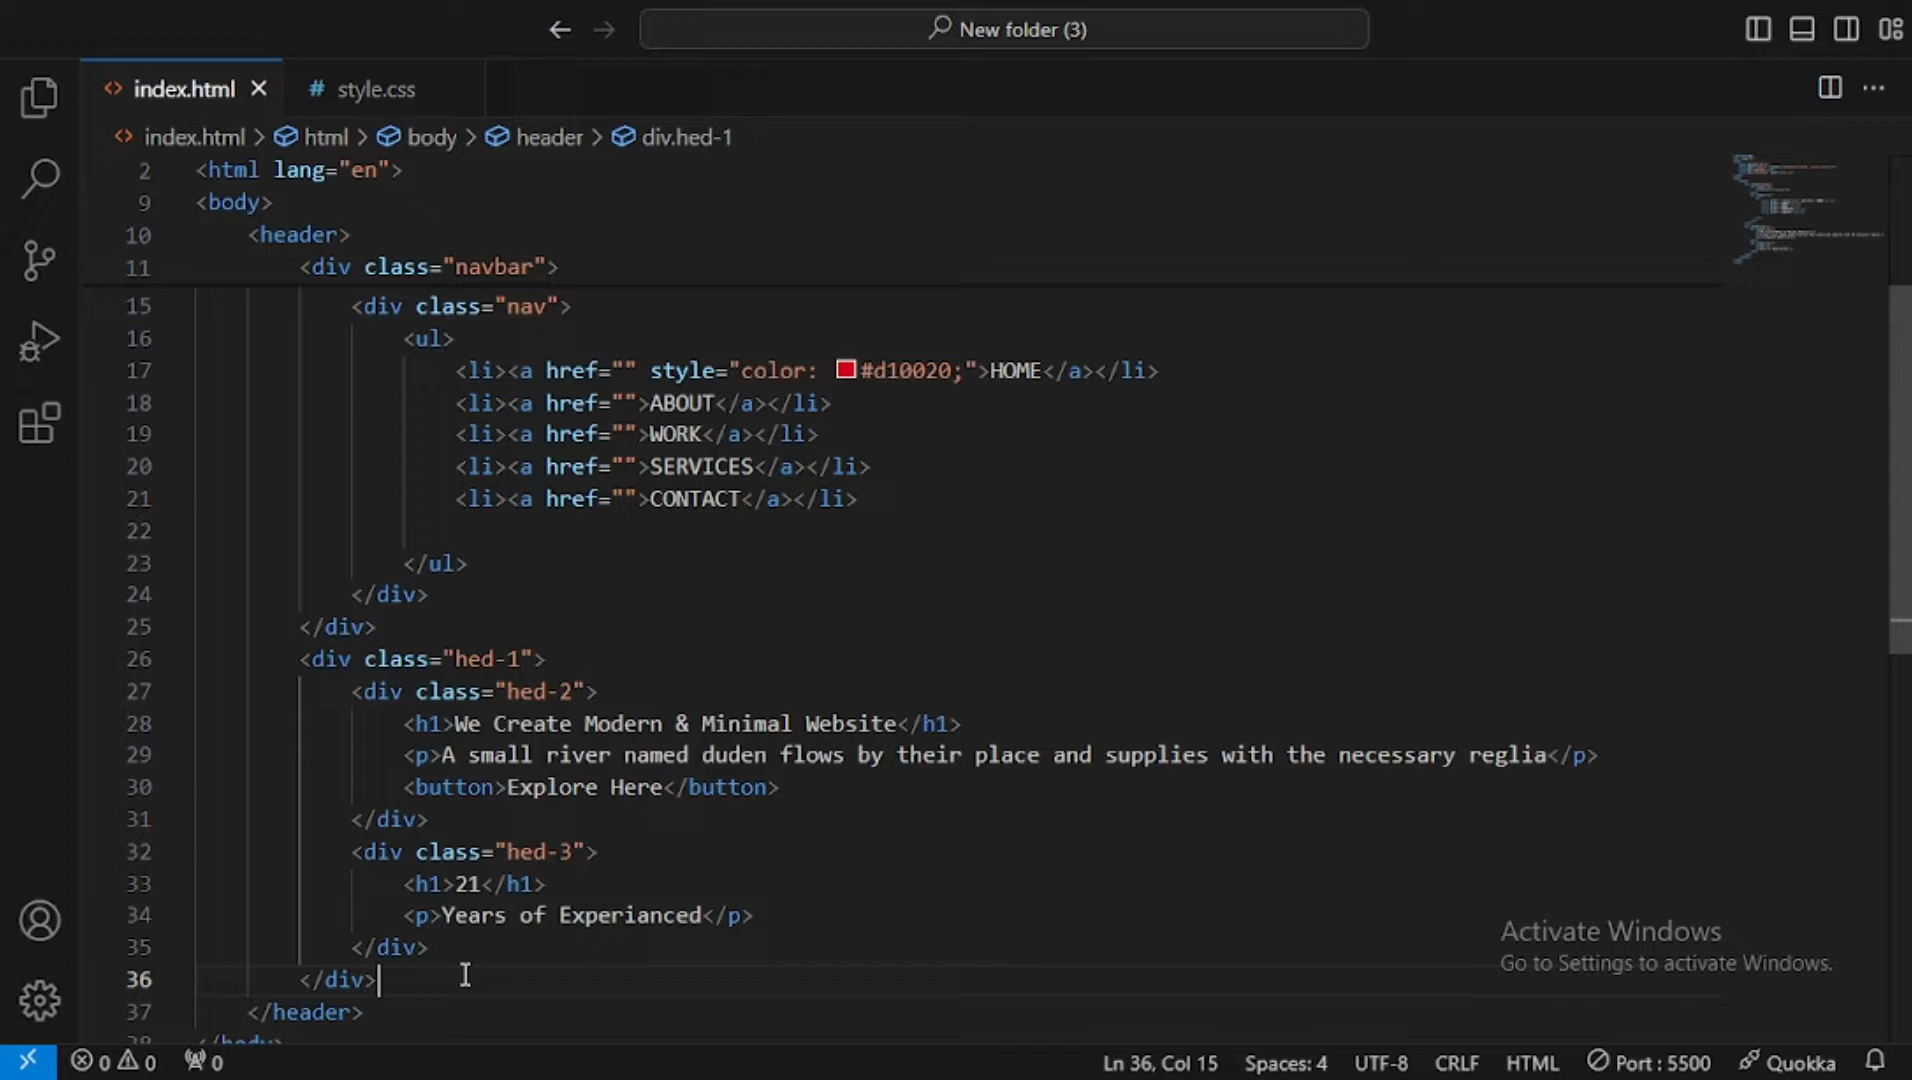 New folder (3)
index.html
style.css
index.html > html > body > header > div.hed-1
2 <html lang="en">
9 <body>
10 <header>
11 <div class="navbar">
15 <div class="nav">
16 <ul>
17 <li><a href="" style="color: #d10020;">HOME</a></li>
18 <li><a href="">ABOUT</a></li>
19 <li><a href="">WORK</a></li>
20 <li><a href="">SERVICES</a></li>
21 <li><a href="">CONTACT</a></li>
22
23 </ul>
24 </div>
25 </div>
26 <div class="hed-1">
27 <div class="hed-2">
28 <h1>We Create Modern & Minimal Website</h1>
29 <p>A small river named duden flows by their place and supplies with the necessary reglia</p>
30 <button>Explore Here</button>
31 </div>
32 <div class="hed-3">
33 <h1>21</h1>
34 <p>Years of Experianced</p>
35 </div>
36 </div>
37 </header>
38 </body>
Activate Windows
Go to Settings to activate Windows.
0 0 0 Ln 36, Col 15 Spaces: 4 UTF-8 CRLF HTML Port : 5500 Quokka